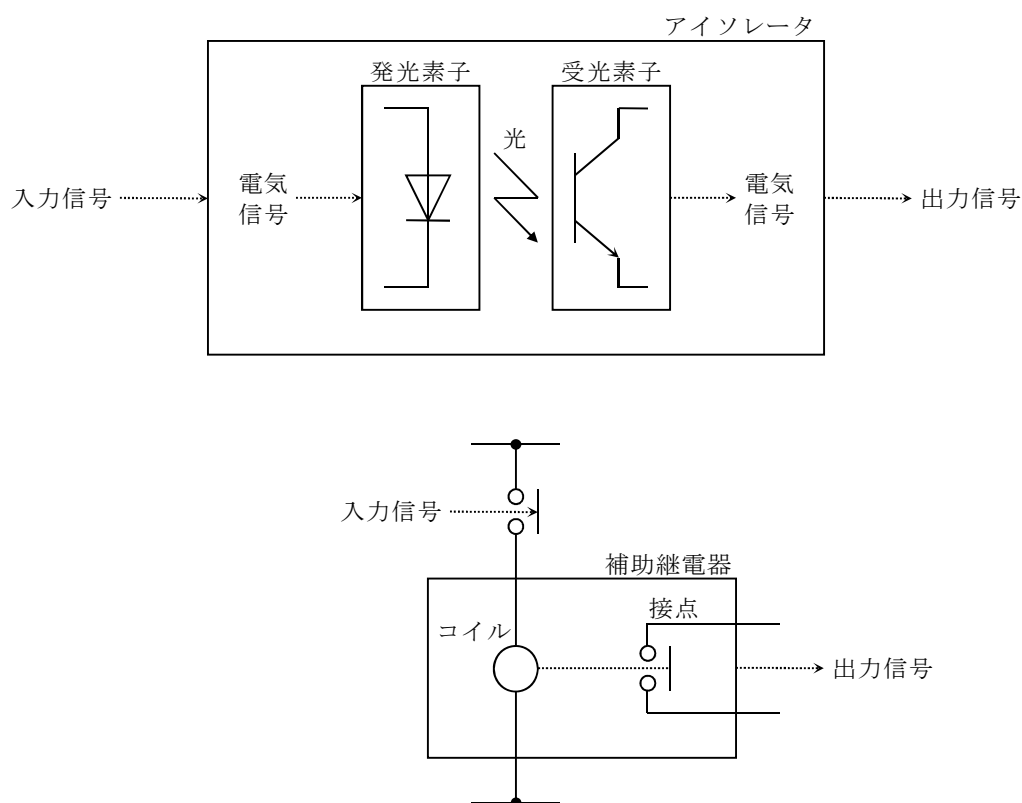 アイソレータ
発光素子
受光素子
光
入力信号
電気
信号
電気
信号
出力信号
入力信号
補助継電器
コイル
接点
出力信号